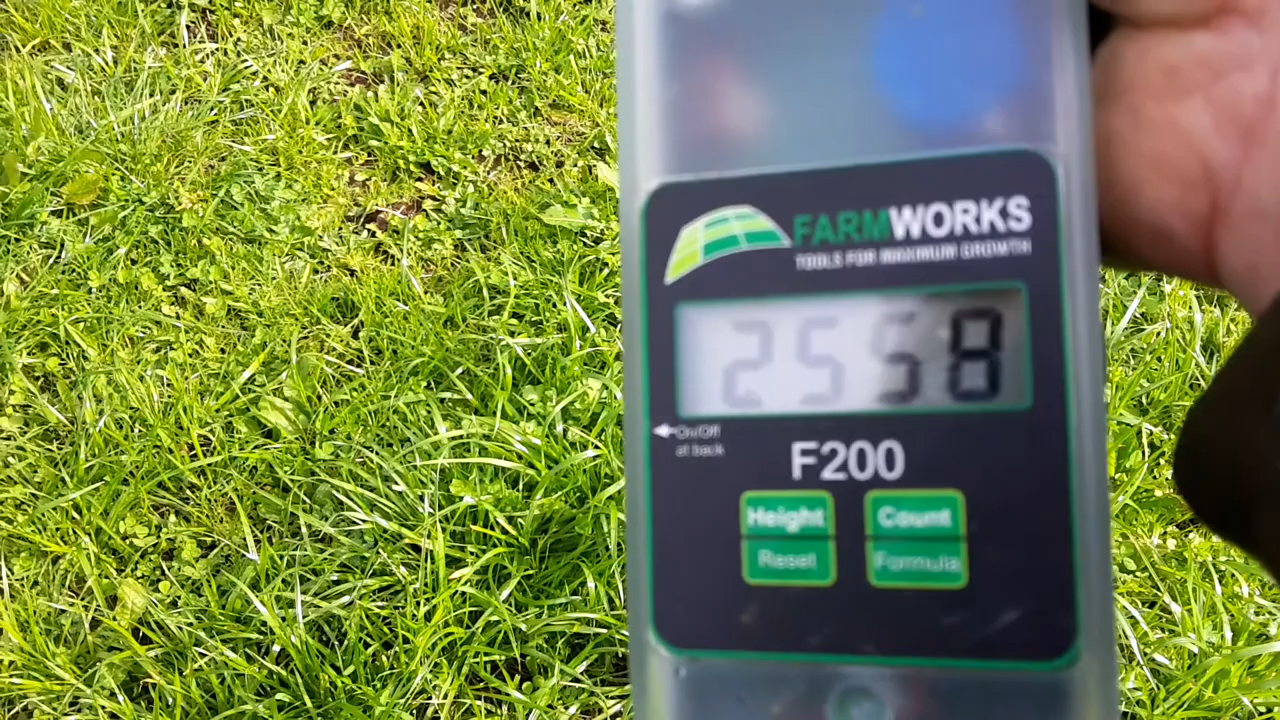 FARMWORKS
TOOLS FOR MAXIMUM GROWTH
2558
On/Off
at back
F200
Height
Count
Reset
Formula